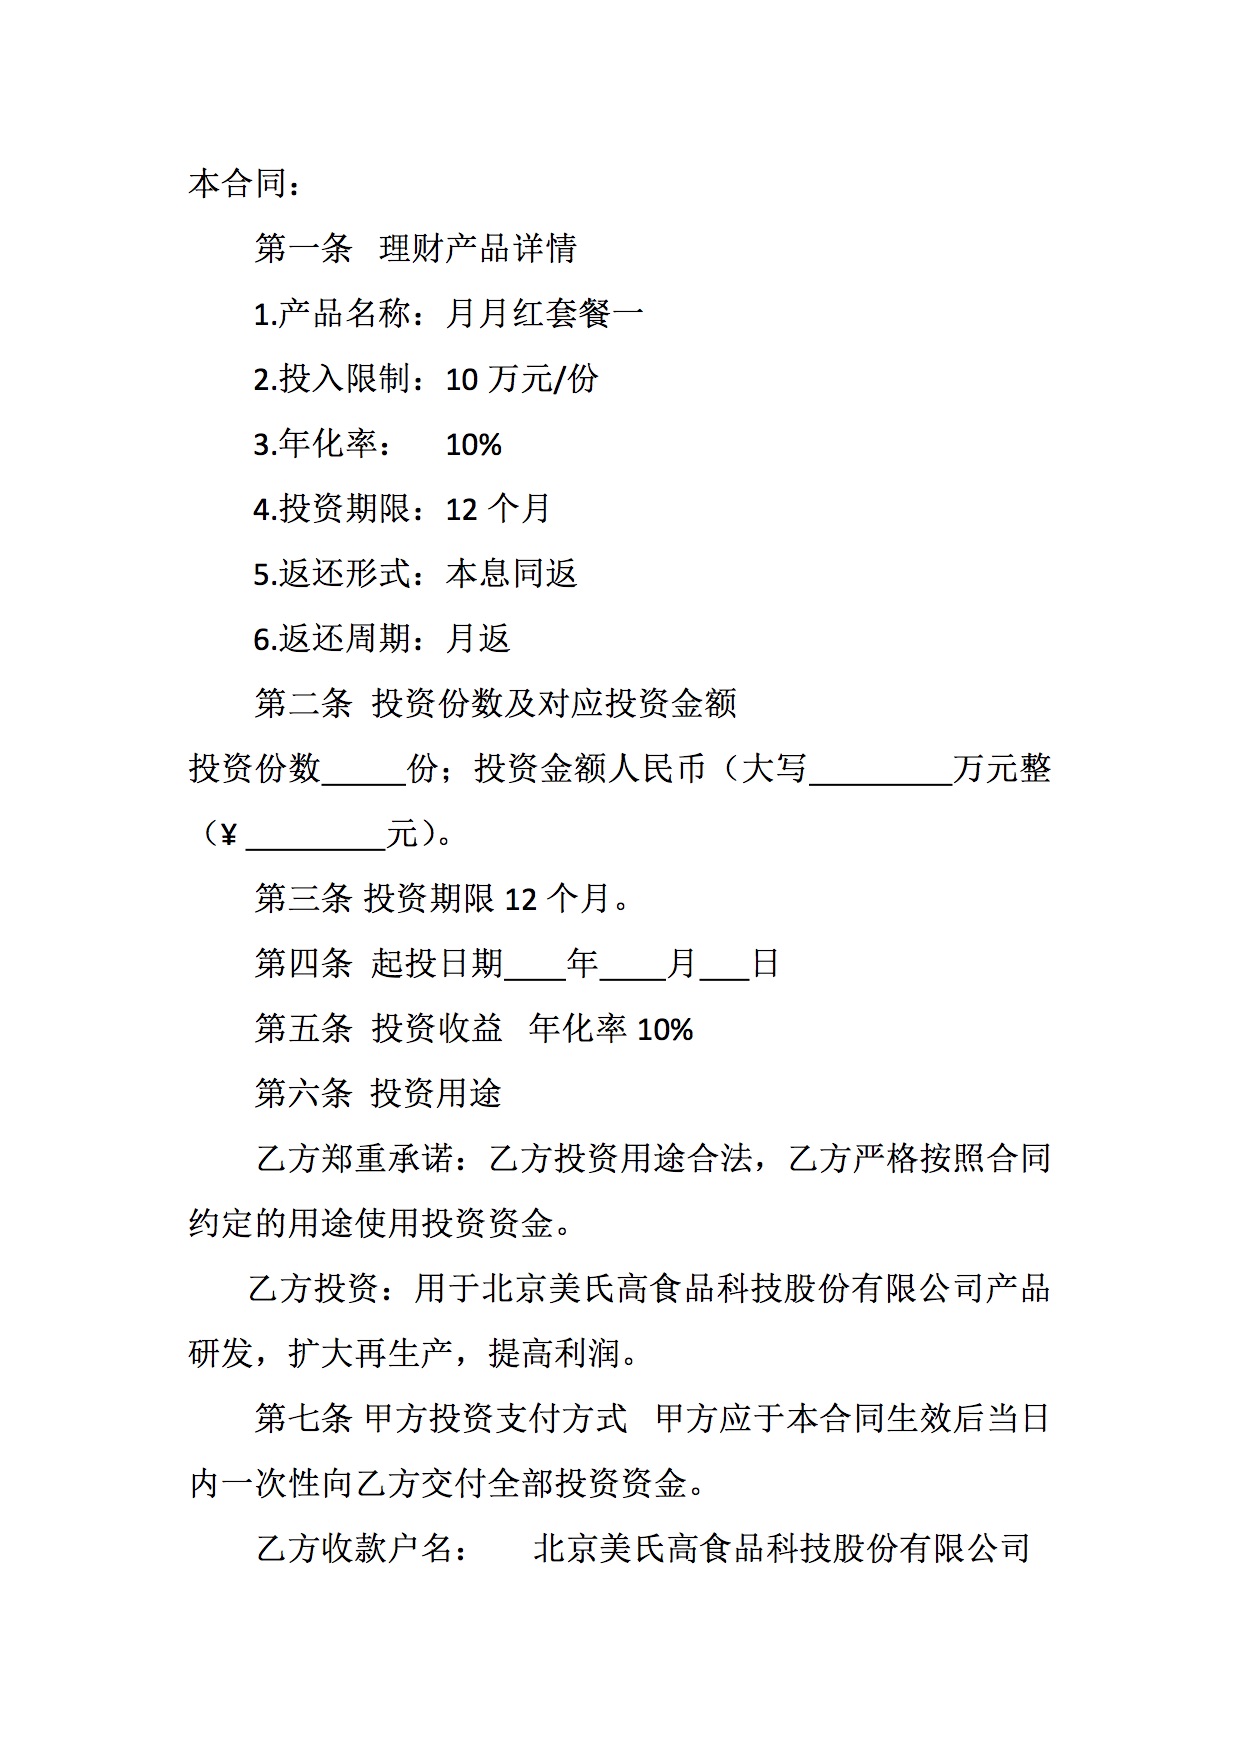 本合同：
第一条 理财产品详情
1.产品名称：月月红套餐一
2.投入限制：10 万元/份
3.年化率： 10%
4.投资期限：12 个月
5.返还形式：本息同返
6.返还周期：月返
第二条 投资份数及对应投资金额
投资份数_____份；投资金额人民币（大写_________万元整
（¥ _________元）。
第三条 投资期限 12 个月。
第四条 起投日期____年____月___日
第五条 投资收益 年化率 10%
第六条 投资用途
乙方郑重承诺：乙方投资用途合法，乙方严格按照合同
约定的用途使用投资资金。
乙方投资：用于北京美氏高食品科技股份有限公司产品
研发，扩大再生产，提高利润。
第七条 甲方投资支付方式 甲方应于本合同生效后当日
内一次性向乙方交付全部投资资金。
乙方收款户名： 北京美氏高食品科技股份有限公司